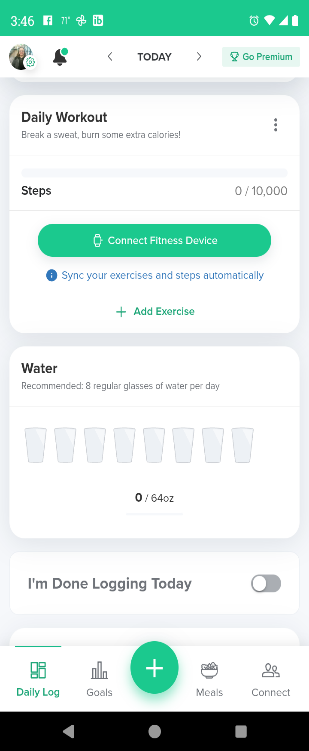 3:46
71°
TODAY
Go Premium
Daily Workout
Break a sweat, burn some extra calories!
Steps
0 / 10,000
Connect Fitness Device
Sync your exercises and steps automatically
Add Exercise
Water
Recommended: 8 regular glasses of water per day
0 / 64oz
I'm Done Logging Today
Daily Log
Goals
Meals
Connect